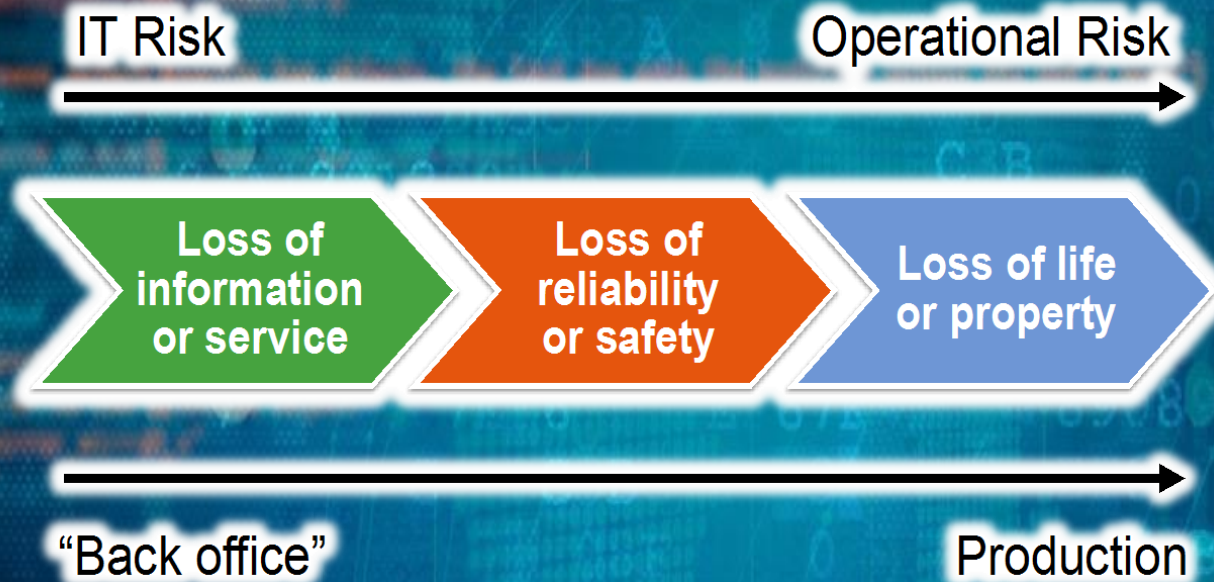 IT Risk
Operational Risk
Loss of
information
or service
Loss of
reliability
or safety
Loss of life
or property
“Back office”
Production